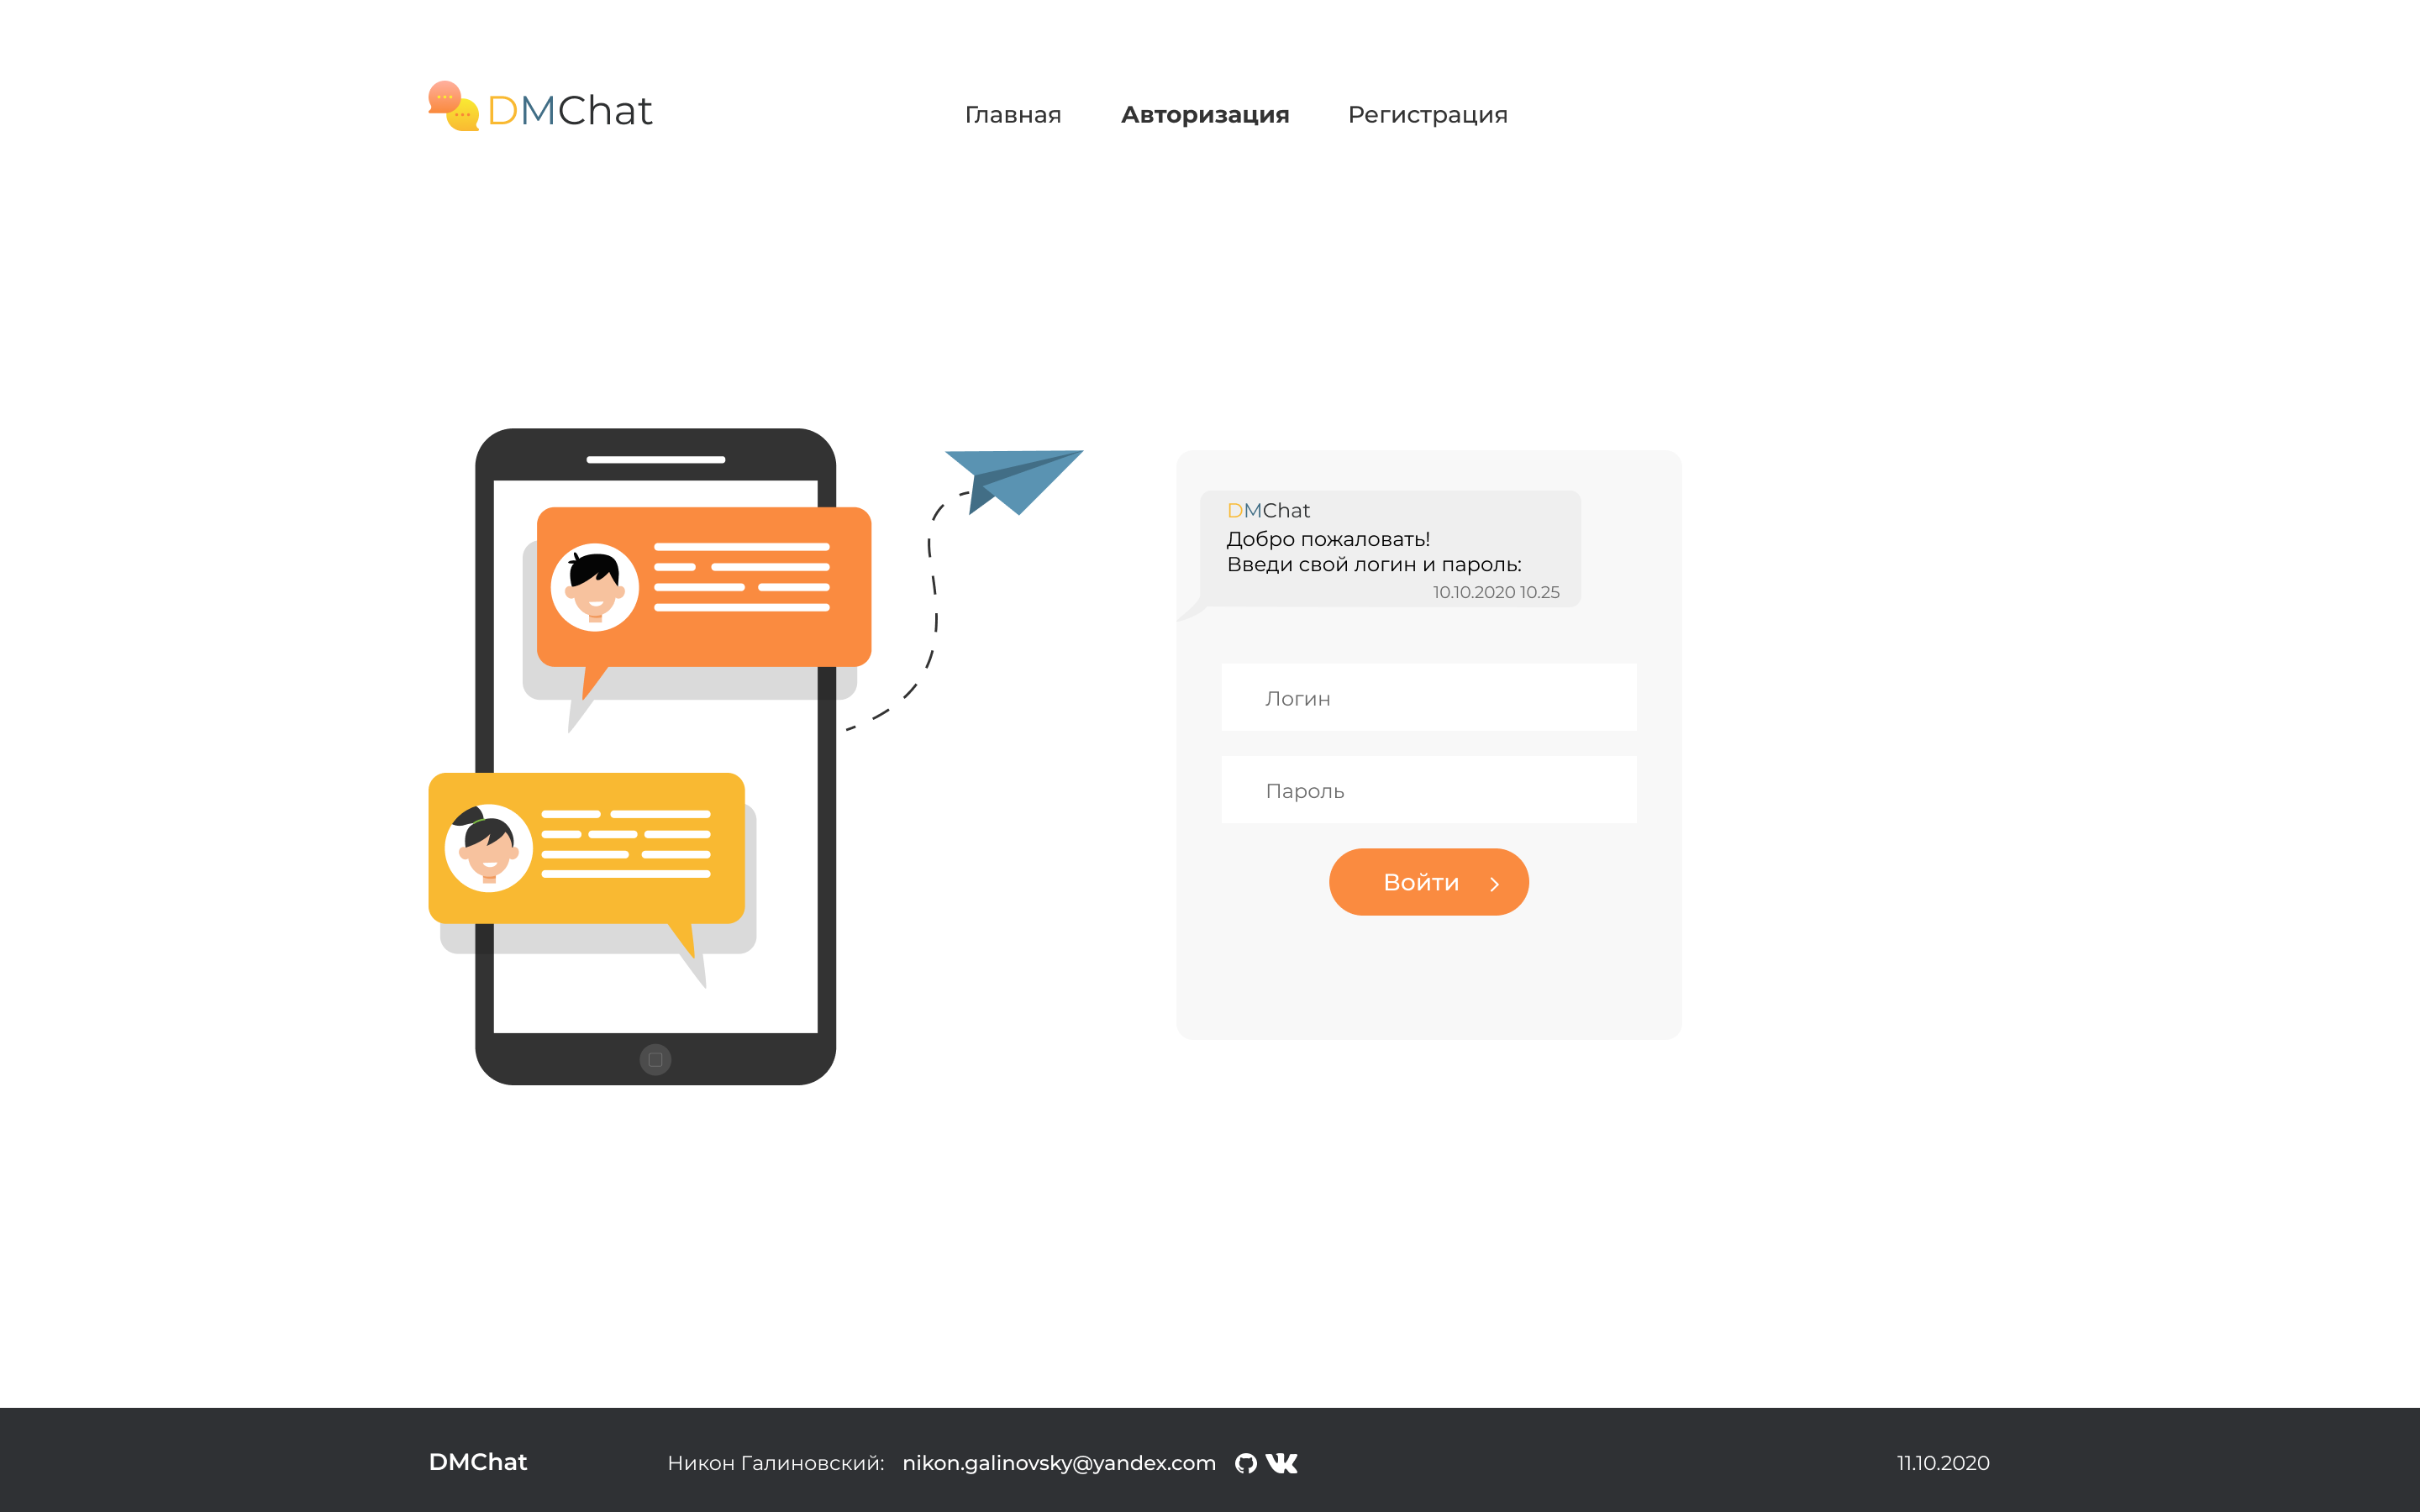 DMChat
Главная Авторизация Регистрация
DMChat
Добро пожаловать!
Введи свой логин и пароль:
10.10.2020 10.25
Логин
Пароль
Войти
DMChat Никон Галиновский: nikon.galinovsky@yandex.com 11.10.2020